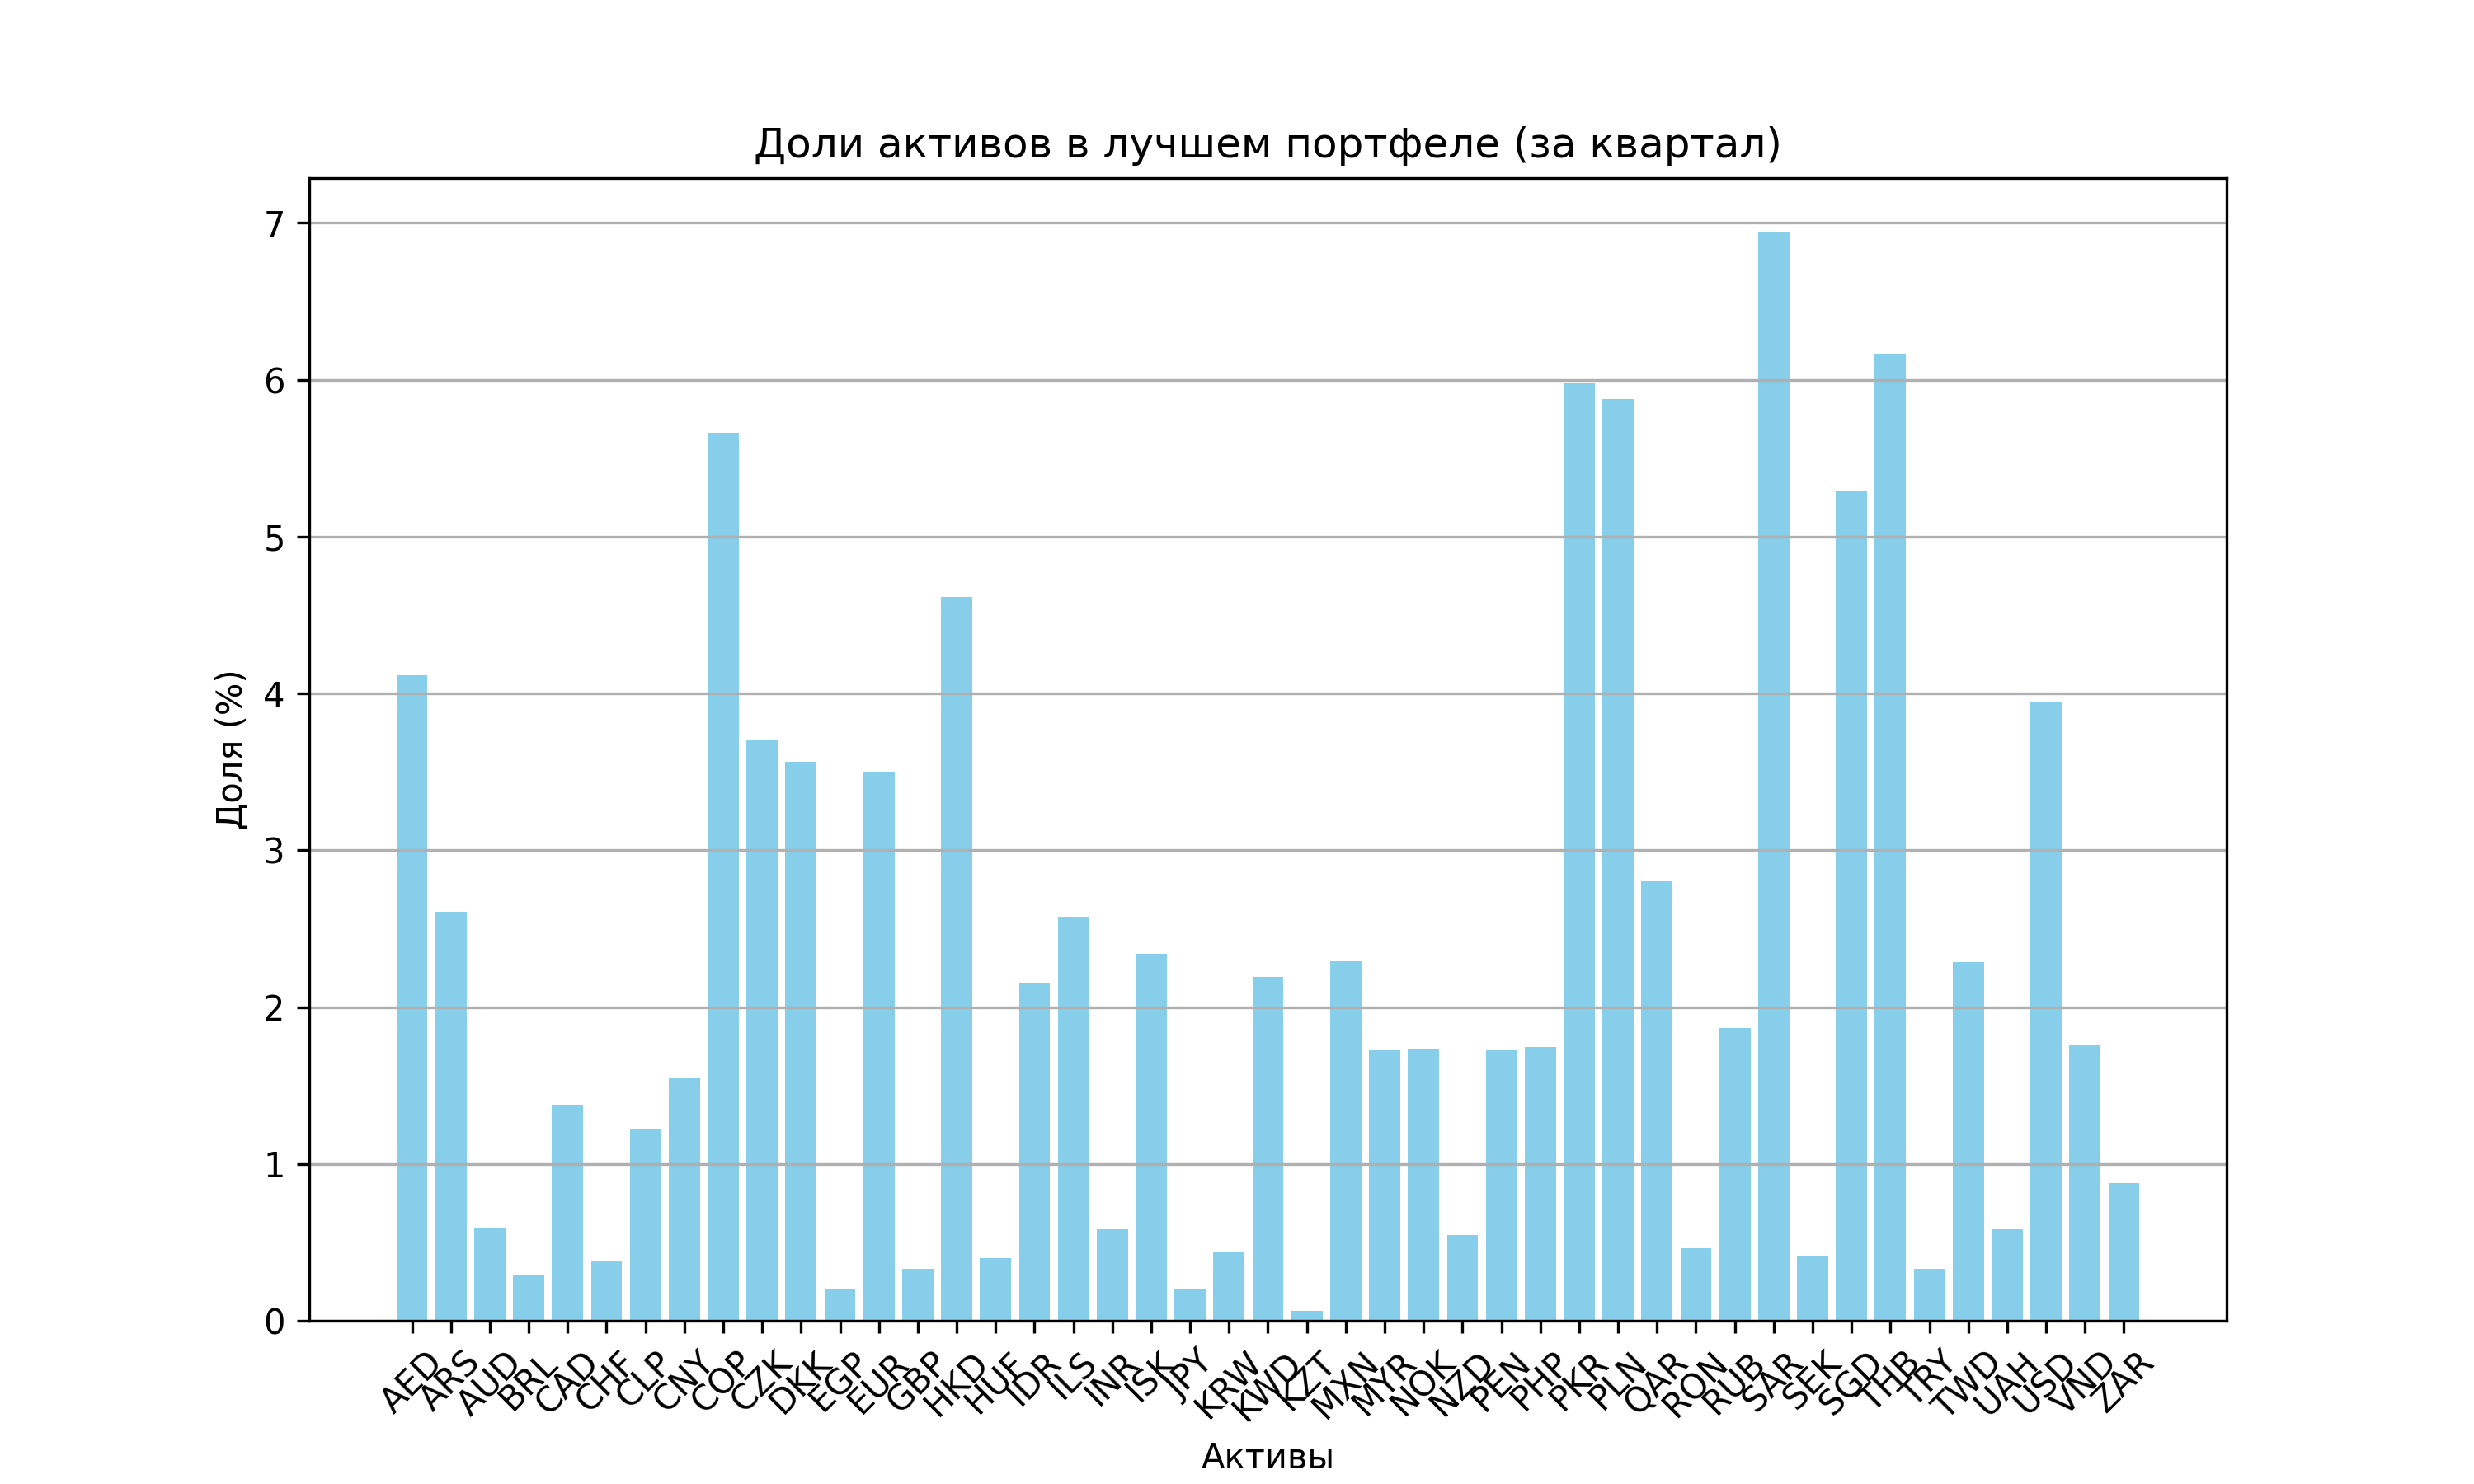 Доли активов в лучшем портфеле (за квартал)
Доля (%)
7
6
5
4
3
2
1
0
AED ARS AUD BRL CAD CHF CLP CNY COP CZK DKK EGP EUR GBP HKD HUF IDR ILS INR ISK JPY KRW KWD KZT MXN MYR NOK NZD PEN PHP PKR PLN QAR RON RUB SAR SEK SGD THB TRY TWD UAH USD VND ZAR
Активы